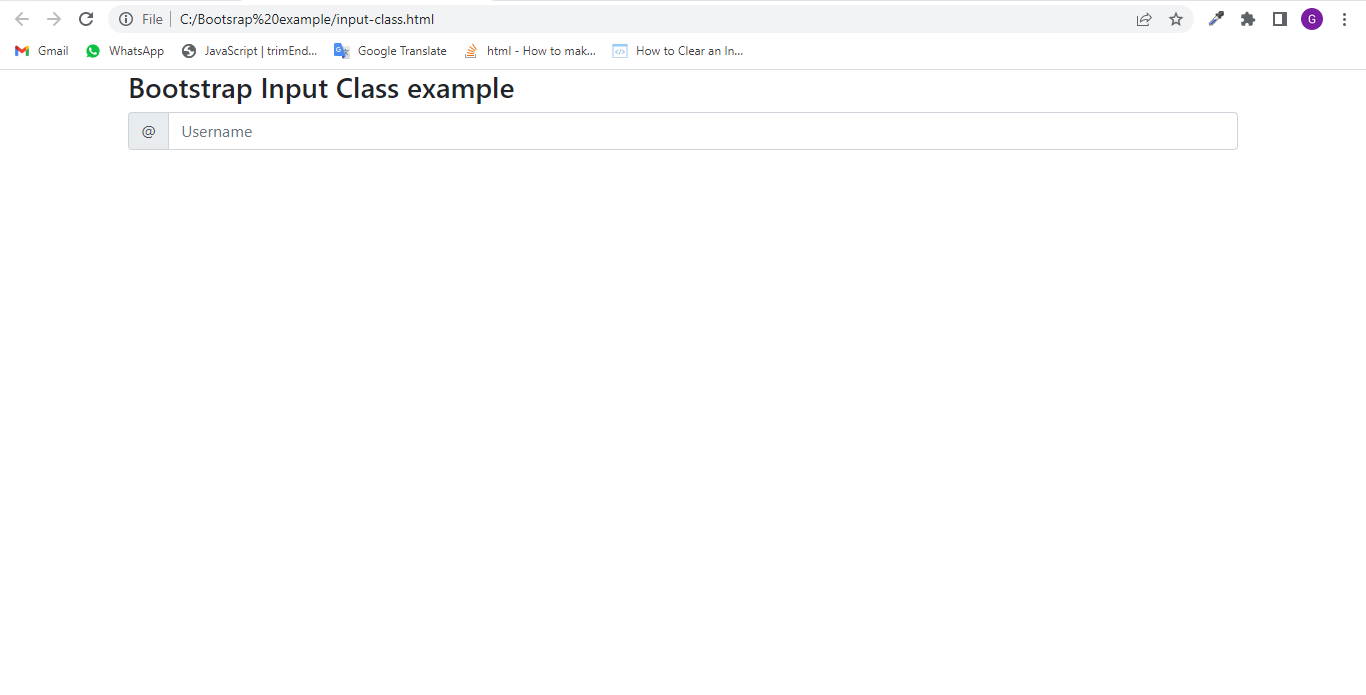 File C:/Bootsrap%20example/input-class.html G
Gmail WhatsApp JavaScript | trimEnd... Google Translate html - How to mak... How to Clear an In...
Bootstrap Input Class example
@ Username